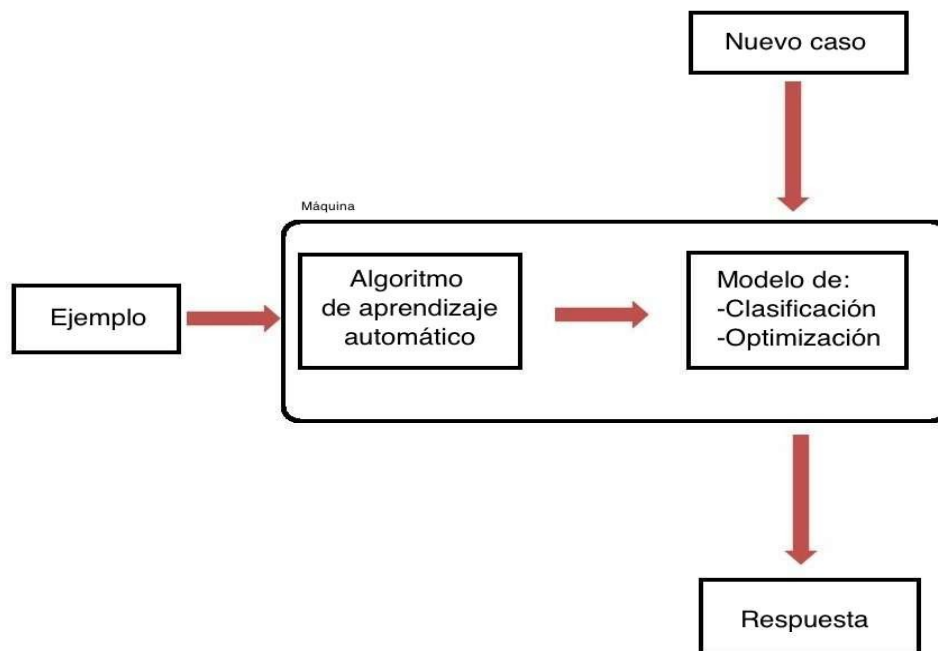 Nuevo caso
Máquina
Ejemplo
Algoritmo
de aprendizaje
automático
Modelo de:
-Clasificación
-Optimización
Respuesta